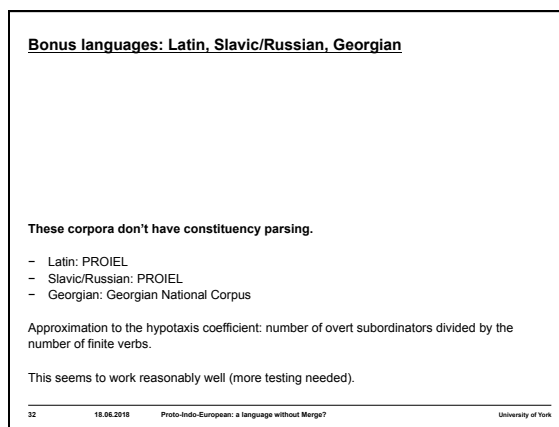 Bonus languages: Latin, Slavic/Russian, Georgian
These corpora don't have constituency parsing.
− Latin: PROIEL
− Slavic/Russian: PROIEL
− Georgian: Georgian National Corpus
Approximation to the hypotaxis coefficient: number of overt subordinators divided by the
number of finite verbs.
This seems to work reasonably well (more testing needed).
32 18.06.2018 Proto-Indo-European: a language without Merge? University of York